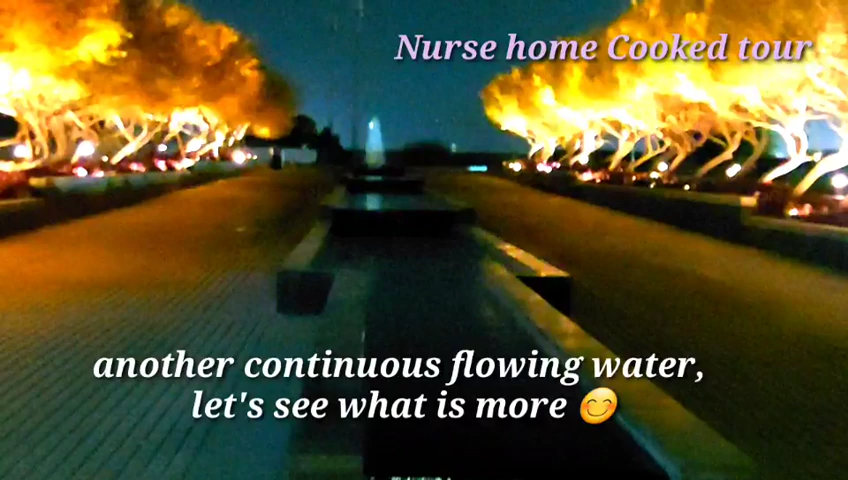 Nurse home Cooked tour
another continuous flowing water,
let's see what is more 😊